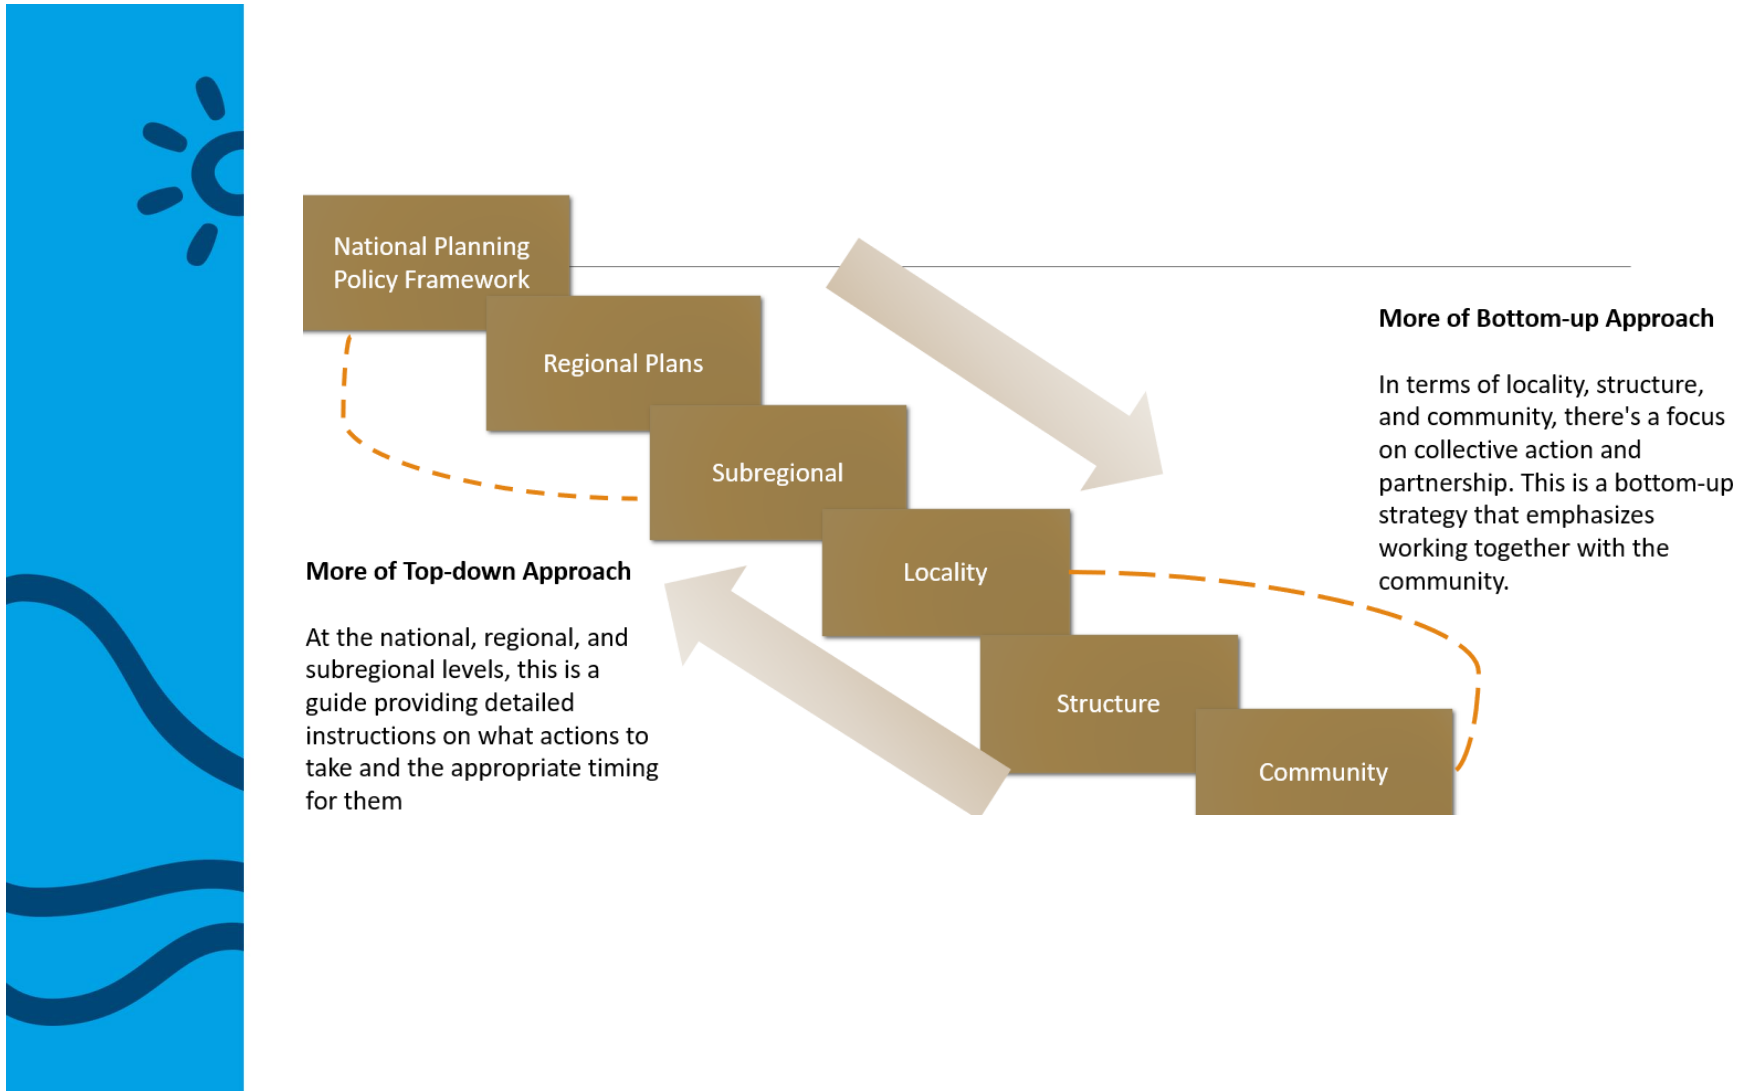 National Planning
Policy Framework
Regional Plans
Subregional
Locality
Structure
Community
More of Top-down Approach
At the national, regional, and
subregional levels, this is a
guide providing detailed
instructions on what actions to
take and the appropriate timing
for them
More of Bottom-up Approach
In terms of locality, structure,
and community, there's a focus
on collective action and
partnership. This is a bottom-up
strategy that emphasizes
working together with the
community.